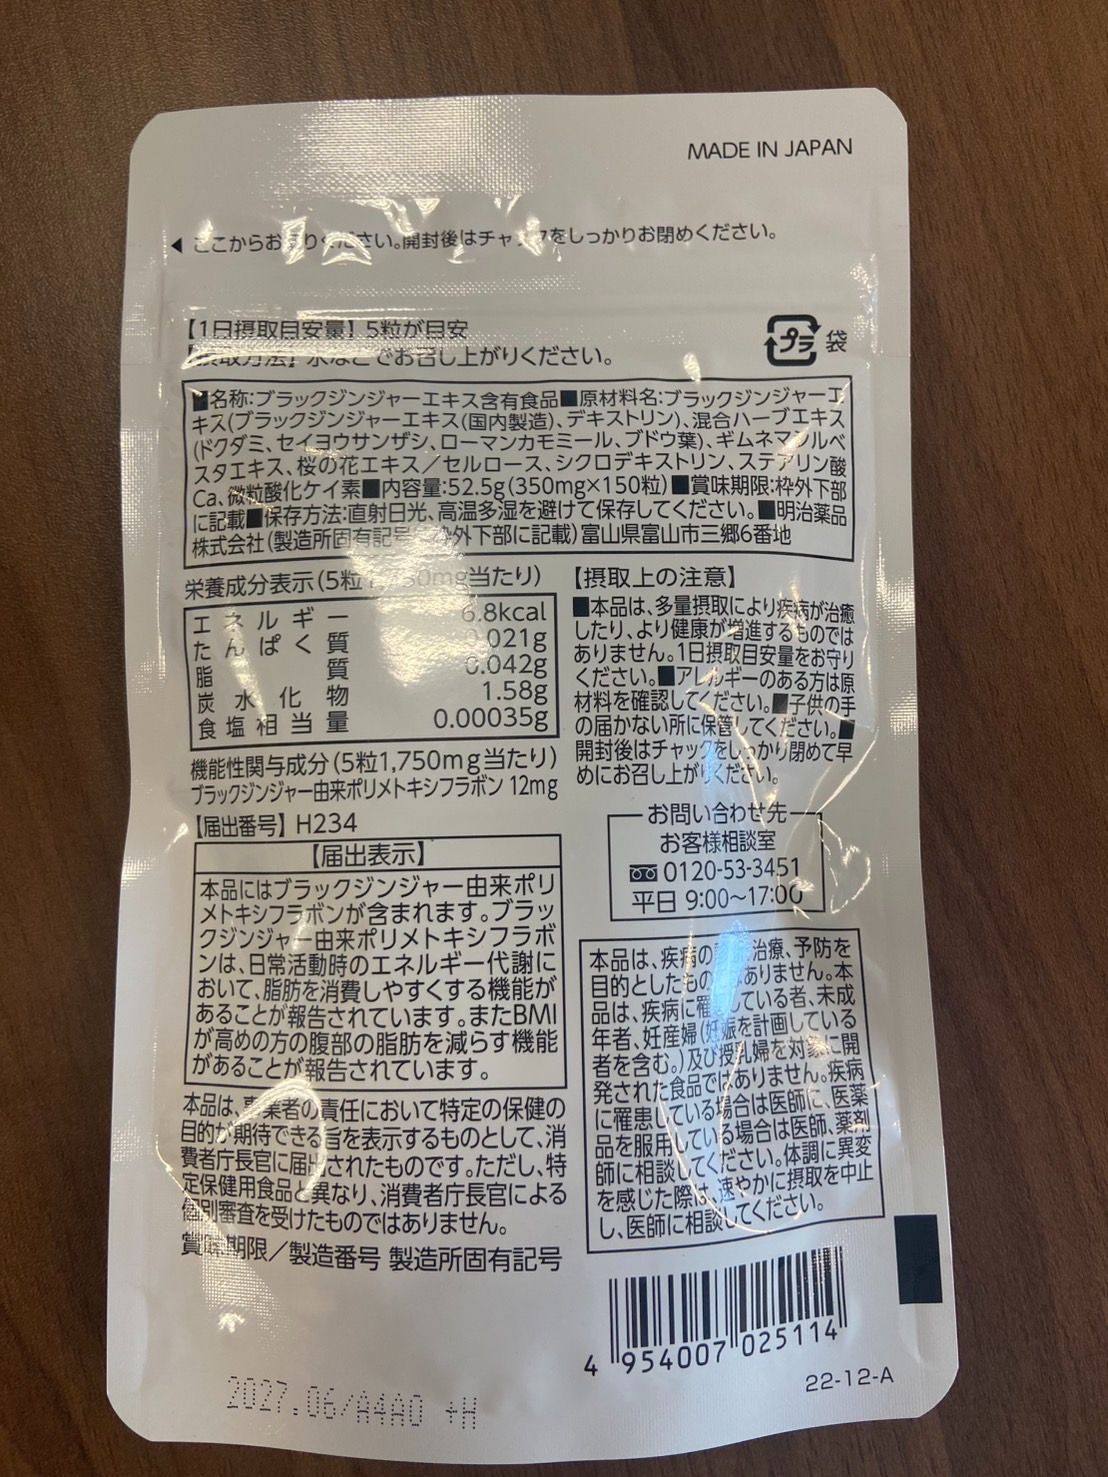 MADE IN JAPAN
◀ ここからお切りください。開封後はチャックをしっかりお閉めください。
【1日摂取目安量】5粒が目安
【摂取方法】水などでお召し上がりください。
プラ 袋
■名称:ブラックジンジャーエキス含有食品■原材料名:ブラックジンジャーエ
キス(ブラックジンジャーエキス(国内製造)、デキストリン)、混合ハーブエキス
(ドクダミ、セイヨウサンザシ、ローマンカモミール、ブドウ葉)、ギムネマシルベ
スタエキス、桜の花エキス/セルロース、シクロデキストリン、ステアリン酸
Ca、微粒酸化ケイ素■内容量:52.5g(350mg×150粒)■賞味期限:枠外下部
に記載■保存方法:直射日光、高温多湿を避けて保存してください。■明治薬品
株式会社(製造所固有記号 枠外下部に記載)富山県富山市三郷6番地
栄養成分表示(5粒1,750mg当たり)
エネルギー 6.8kcal
たんぱく質 0.021g
脂質 0.042g
炭水化物 1.58g
食塩相当量 0.00035g
機能性関与成分(5粒1,750mg当たり)
ブラックジンジャー由来ポリメトキシフラボン 12mg
【届出番号】H234
【届出表示】
本品にはブラックジンジャー由来ポリ
メトキシフラボンが含まれます。ブラッ
クジンジャー由来ポリメトキシフラボ
ンは、日常活動時のエネルギー代謝に
おいて、脂肪を消費しやすくする機能が
あることが報告されています。またBMI
が高めの方の腹部の脂肪を減らす機能
があることが報告されています。
本品は、事業者の責任において特定の保健の
目的が期待できる旨を表示するものとして、消
費者庁長官に届出されたものです。ただし、特
定保健用食品と異なり、消費者庁長官による
個別審査を受けたものではありません。
賞味期限/製造番号 製造所固有記号
2027.06/A4A0 +H
【摂取上の注意】
■本品は、多量摂取により疾病が治癒
したり、より健康が増進するものでは
ありません。1日摂取目安量をお守り
ください。■アレルギーのある方は原
材料を確認してください。■子供の手
の届かない所に保管してください。■
開封後はチャックをしっかり閉めて早
めにお召し上がりください。
お問い合わせ先
お客様相談室
0120-53-3451
平日 9:00～17:00
本品は、疾病の 治療、予防を
目的としたもの ありません。本
品は、疾病に罹患している者、未成
年者、妊産婦(妊娠を計画している
者を含む。)及び授乳婦を対象に開
発された食品ではありません。疾病
に罹患している場合は医師に、医薬
品を服用している場合は医師、薬剤
師に相談してください。体調に異変
を感じた際は、速やかに摂取を中止
し、医師に相談してください。
4 954007 025114
22-12-A